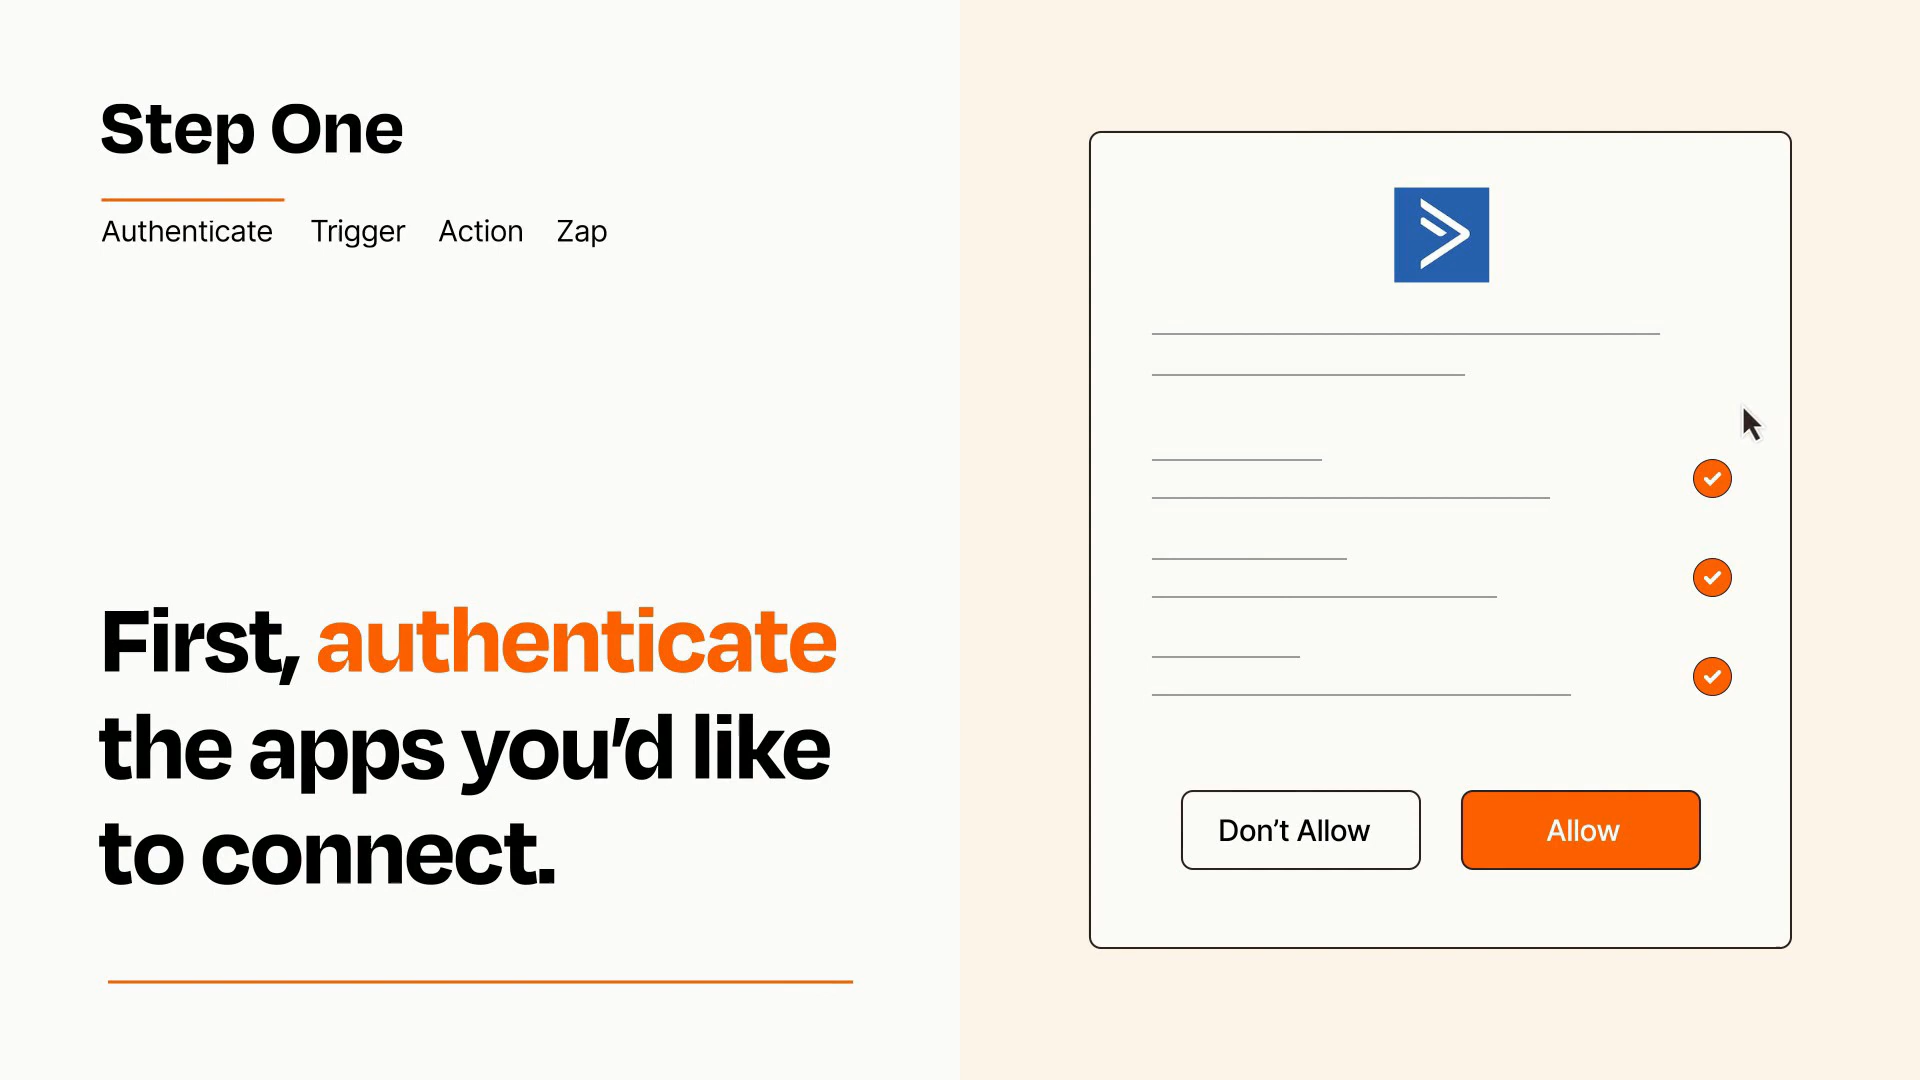 Step One
Authenticate Trigger Action Zap
First, authenticate
the apps you’d like
to connect.
Don’t Allow
Allow